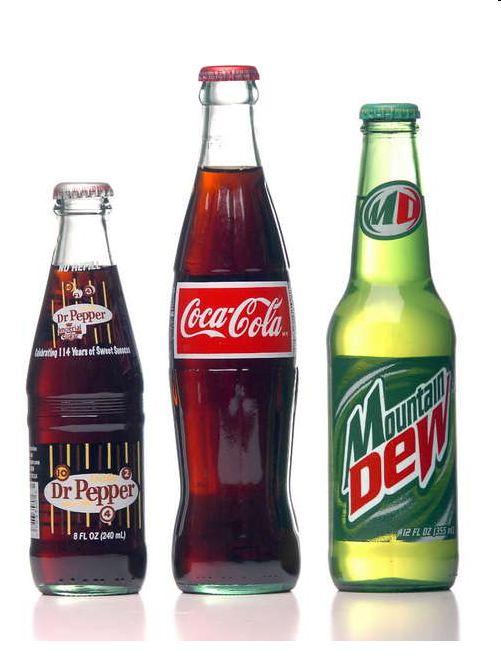 NO REFILL
Dr Pepper
Imperial
Celebrating 114 Years of Sweet Success
10
2
Dr Pepper
4
8 FL OZ (240 mL)
Coca-Cola
MD
Mountain
Dew
12 FL OZ (355 mL)